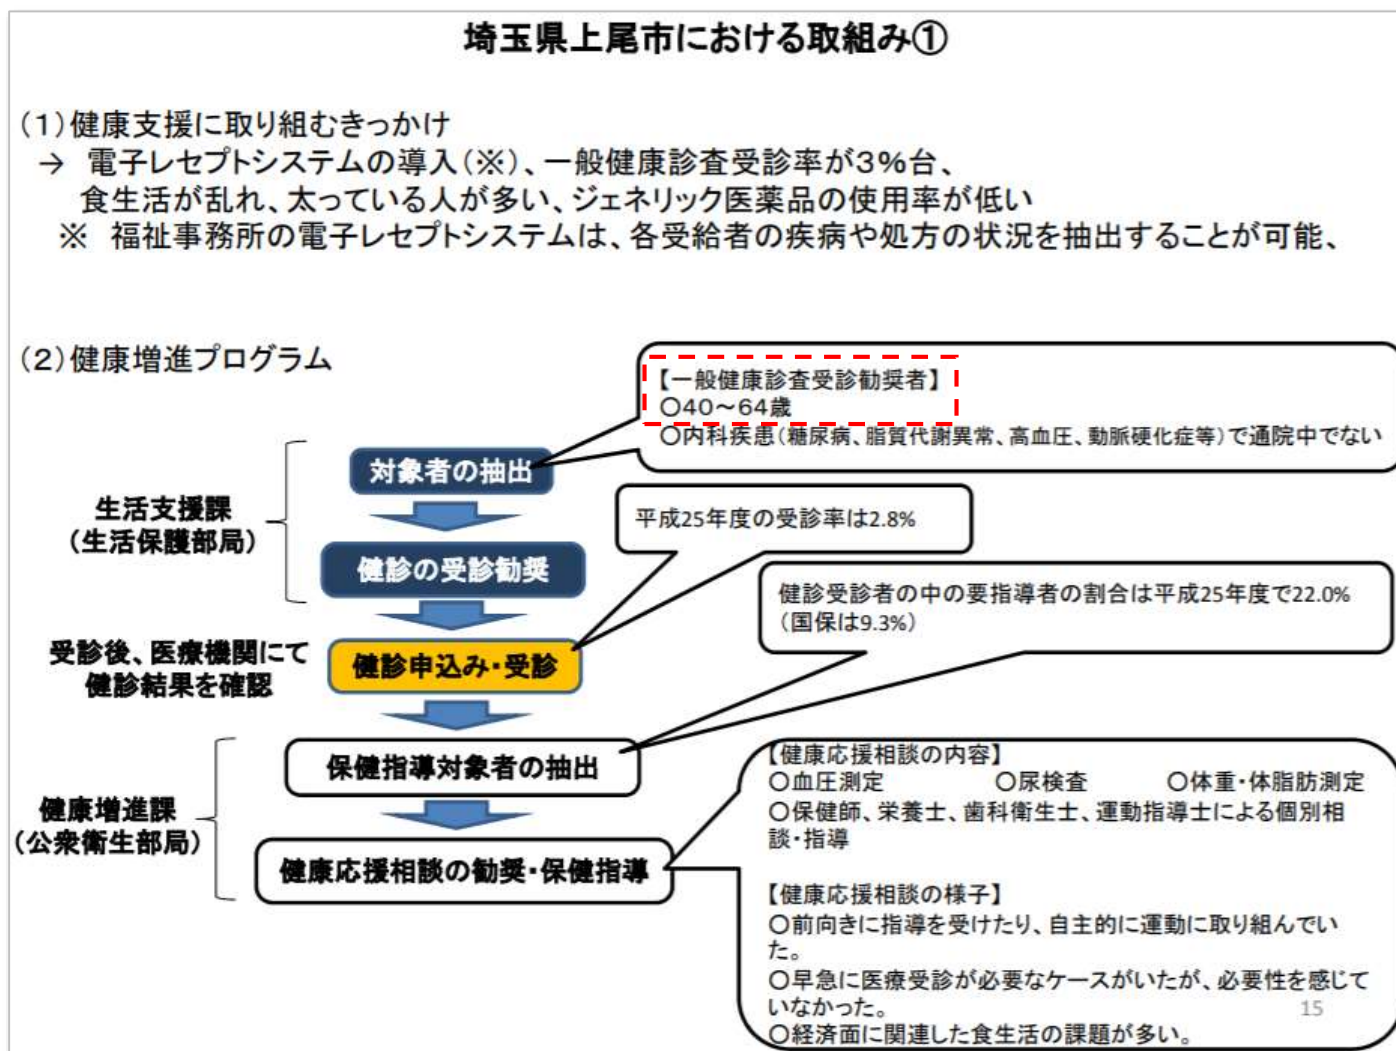 埼玉県上尾市における取組み①
（1）健康支援に取り組むきっかけ
→ 電子レセプトシステムの導入（※）、一般健康診査受診率が3％台、
食生活が乱れ、太っている人が多い、ジェネリック医薬品の使用率が低い
※ 福祉事務所の電子レセプトシステムは、各受給者の疾病や処方の状況を抽出することが可能、
（2）健康増進プログラム
【一般健康診査受診勧奨者】
○40～64歳
○内科疾患（糖尿病、脂質代謝異常、高血圧、動脈硬化症等）で通院中でない
対象者の抽出
生活支援課
（生活保護部局）
平成25年度の受診率は2.8%
健診の受診勧奨
健診受診者の中の要指導者の割合は平成25年度で22.0%
（国保は9.3%）
受診後、医療機関にて
健診結果を確認
健診申込み・受診
保健指導対象者の抽出
健康増進課
（公衆衛生部局）
健康応援相談の勧奨・保健指導
【健康応援相談の内容】
○血圧測定 ○尿検査 ○体重・体脂肪測定
○保健師、栄養士、歯科衛生士、運動指導士による個別相
談・指導
【健康応援相談の様子】
○前向きに指導を受けたり、自主的に運動に取り組んでい
た。
○早急に医療受診が必要なケースがいたが、必要性を感じて
いなかった。
○経済面に関連した食生活の課題が多い。
15